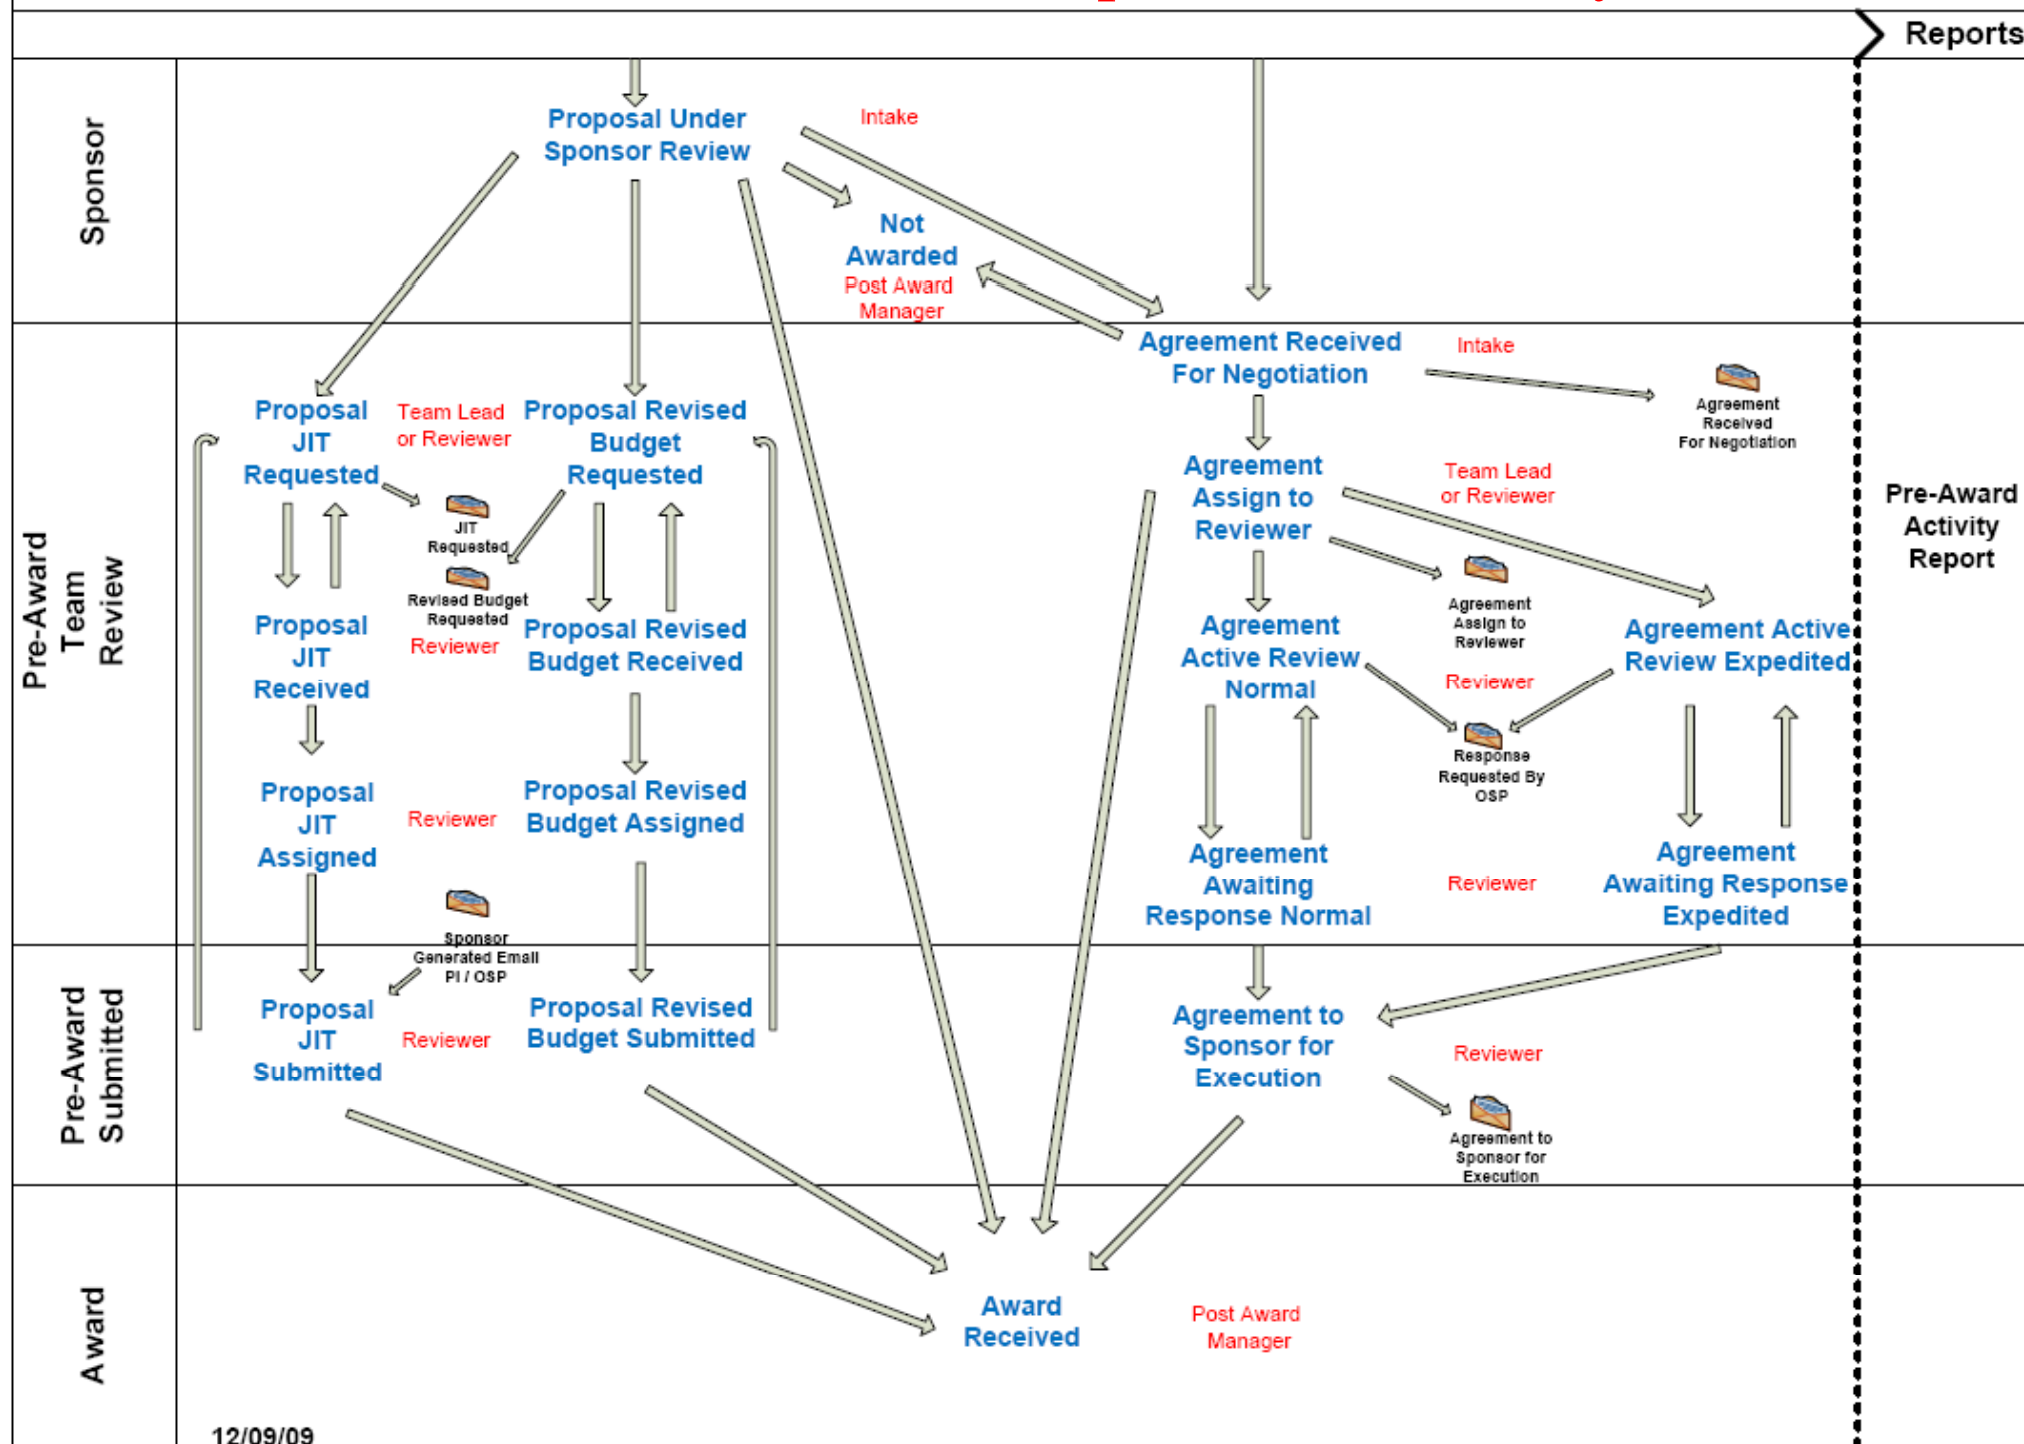 Reports
Sponsor
Proposal Under
Sponsor Review
Intake
Not
Awarded
Post Award
Manager
Pre-Award
Team
Review
Agreement Received
For Negotiation
Intake
Agreement
Received
For Negotiation
Proposal
JIT
Requested
Team Lead
or Reviewer
Proposal Revised
Budget
Requested
JIT
Requested
Revised Budget
Requested
Agreement
Assign to
Reviewer
Team Lead
or Reviewer
Agreement
Assign to
Reviewer
Pre-Award
Activity
Report
Proposal
JIT
Received
Reviewer
Proposal Revised
Budget Received
Agreement
Active Review
Normal
Reviewer
Agreement Active
Review Expedited
Response
Requested By
OSP
Proposal
JIT
Assigned
Reviewer
Proposal Revised
Budget Assigned
Agreement
Awaiting
Response Normal
Reviewer
Agreement
Awaiting Response
Expedited
Sponsor
Generated Email
PI / OSP
Pre-Award
Submitted
Proposal
JIT
Submitted
Reviewer
Proposal Revised
Budget Submitted
Agreement to
Sponsor for
Execution
Reviewer
Agreement to
Sponsor for
Execution
Award
Award
Received
Post Award
Manager
12/09/09